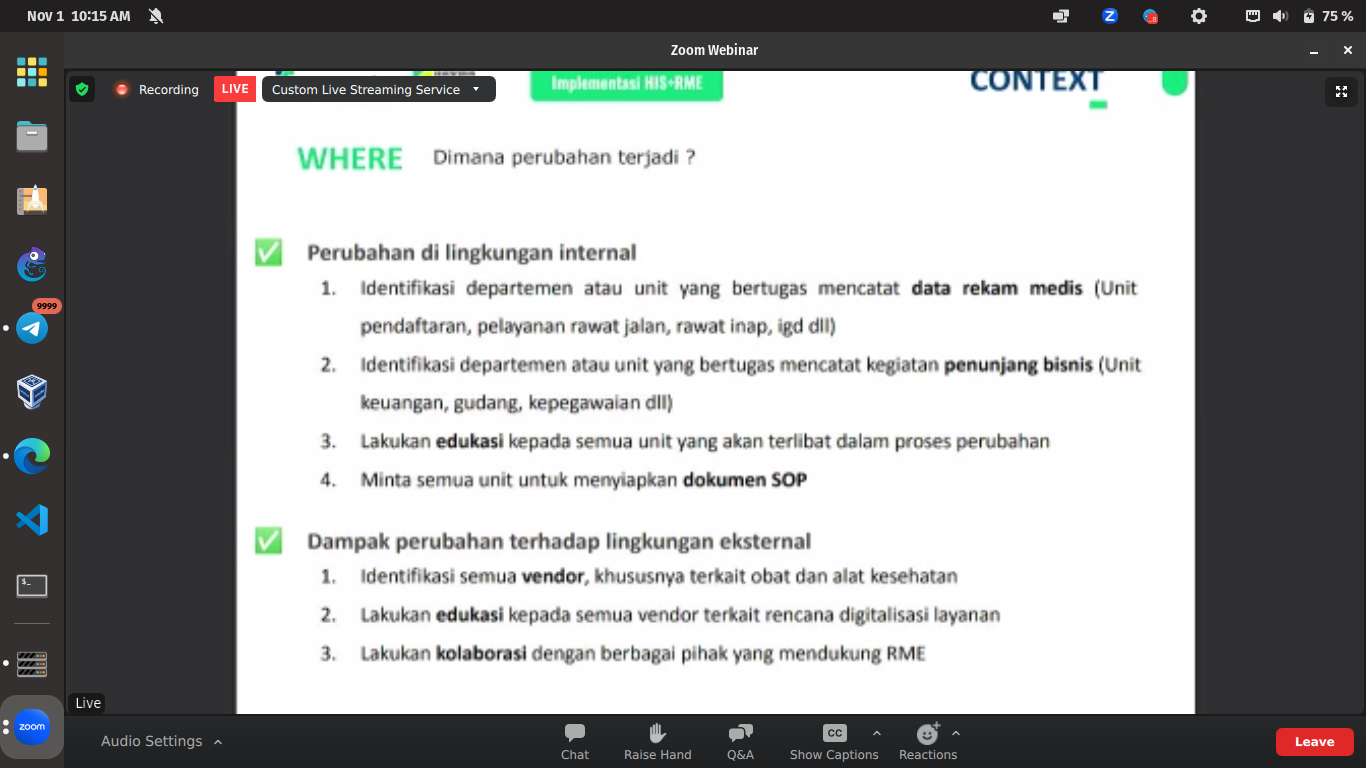 Nov 1 10:15 AM
75 %
Zoom Webinar
Recording
LIVE
Custom Live Streaming Service
Implementasi HIS+RME
CONTEXT
WHERE Dimana perubahan terjadi ?
Perubahan di lingkungan internal
1. Identifikasi departemen atau unit yang bertugas mencatat data rekam medis (Unit
pendaftaran, pelayanan rawat jalan, rawat inap, igd dll)
2. Identifikasi departemen atau unit yang bertugas mencatat kegiatan penunjang bisnis (Unit
keuangan, gudang, kepegawaian dll)
3. Lakukan edukasi kepada semua unit yang akan terlibat dalam proses perubahan
4. Minta semua unit untuk menyiapkan dokumen SOP
Dampak perubahan terhadap lingkungan eksternal
1. Identifikasi semua vendor, khususnya terkait obat dan alat kesehatan
2. Lakukan edukasi kepada semua vendor terkait rencana digitalisasi layanan
3. Lakukan kolaborasi dengan berbagai pihak yang mendukung RME
9999
zoom
Live
Audio Settings
Chat
Raise Hand
Q&A
CC
Show Captions
Reactions
Leave